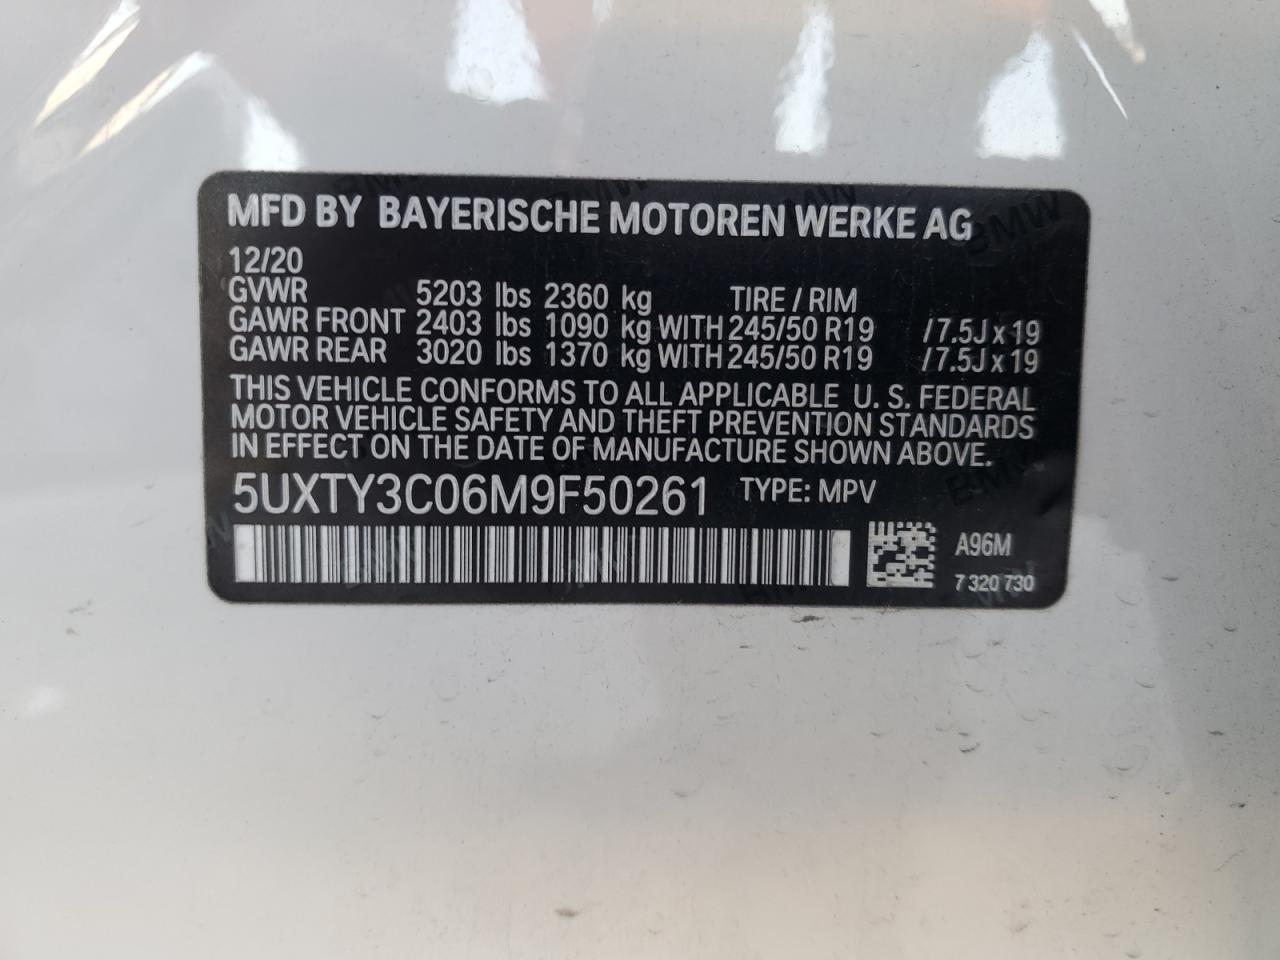 MFD BY BAYERISCHE MOTOREN WERKE AG
12/20
GVWR 5203 lbs 2360 kg TIRE / RIM
GAWR FRONT 2403 lbs 1090 kg WITH 245/50 R19 / 7.5J x 19
GAWR REAR 3020 lbs 1370 kg WITH 245/50 R19 / 7.5J x 19
THIS VEHICLE CONFORMS TO ALL APPLICABLE U. S. FEDERAL
MOTOR VEHICLE SAFETY AND THEFT PREVENTION STANDARDS
IN EFFECT ON THE DATE OF MANUFACTURE SHOWN ABOVE.
5UXTY3C06M9F50261 TYPE: MPV
A96M
7 320 730